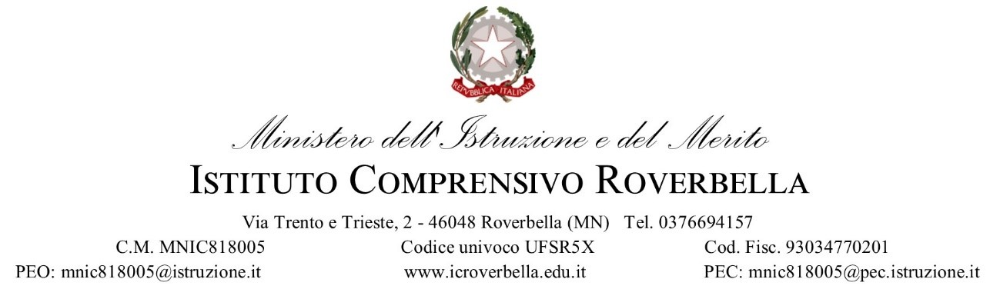 REPVBBLICA ITALIANA
Ministero dell'Istruzione e del Merito
ISTITUTO COMPRENSIVO ROVERBELLA
Via Trento e Trieste, 2 - 46048 Roverbella (MN) Tel. 0376694157
C.M. MNIC818005 Codice univoco UFSR5X Cod. Fisc. 93034770201
PEO: mnic818005@istruzione.it www.icroverbella.edu.it PEC: mnic818005@pec.istruzione.it